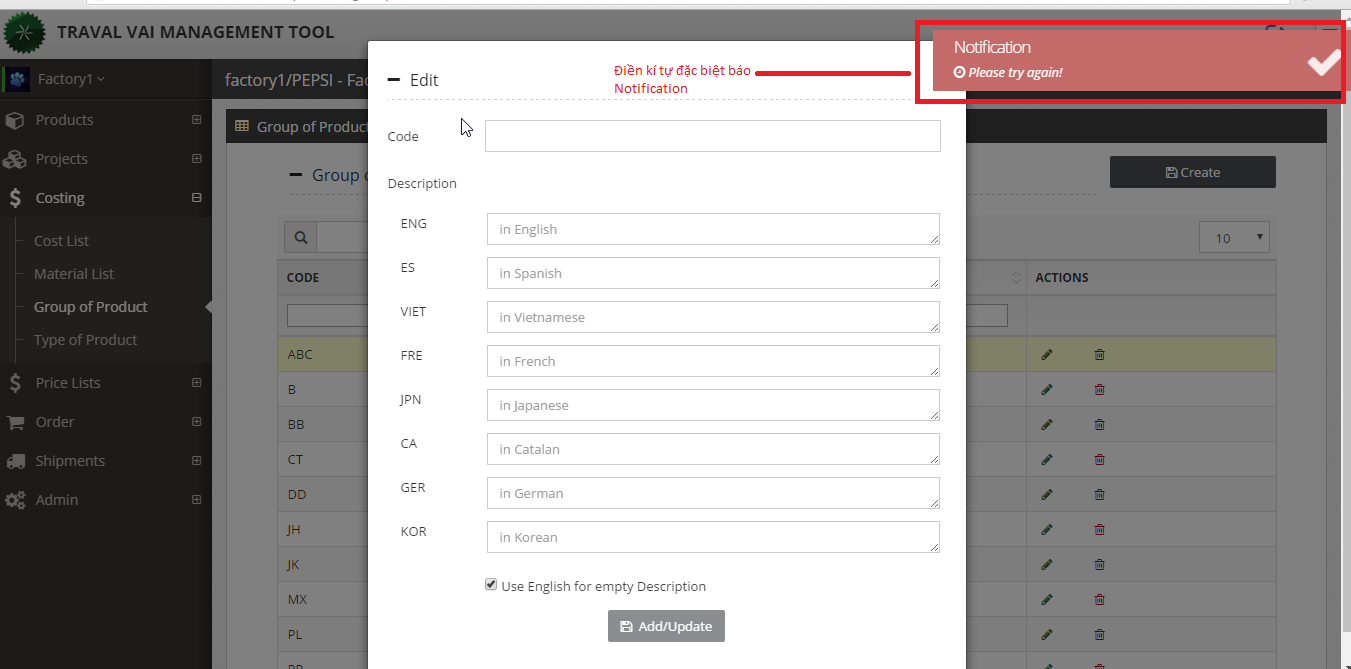 TRAVAL VAI MANAGEMENT TOOL
Notification
Please try again!
Điền kí tự đặc biệt báo
Notification
Factory1
factory1/PEPSI - Fac
Edit
Products
Projects
Costing
Cost List
Material List
Group of Product
Type of Product
Price Lists
Order
Shipments
Admin
Group of Product
Group o
Create
10
CODE
ACTIONS
ABC
B
BB
CT
DD
JH
JK
MX
PL
Code
Description
ENG
in English
ES
in Spanish
VIET
in Vietnamese
FRE
in French
JPN
in Japanese
CA
in Catalan
GER
in German
KOR
in Korean
Use English for empty Description
Add/Update